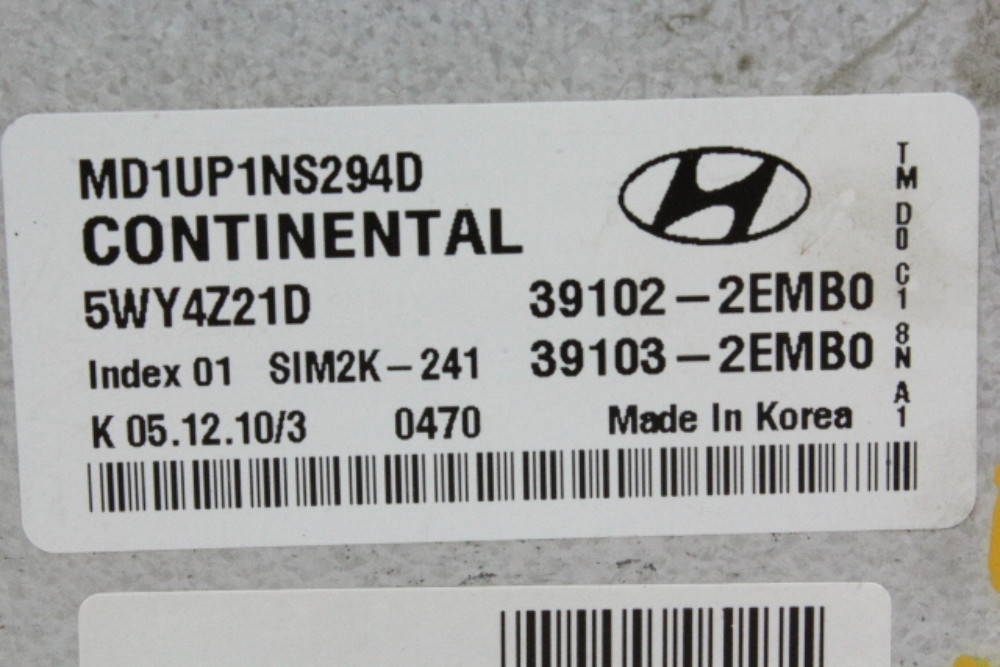 MD1UP1NS294D
CONTINENTAL
5WY4Z21D
39102-2EMB0
Index 01 SIM2K-241
39103-2EMB0
K 05.12.10/3 0470 Made In Korea
TM D0 C1 8N A1